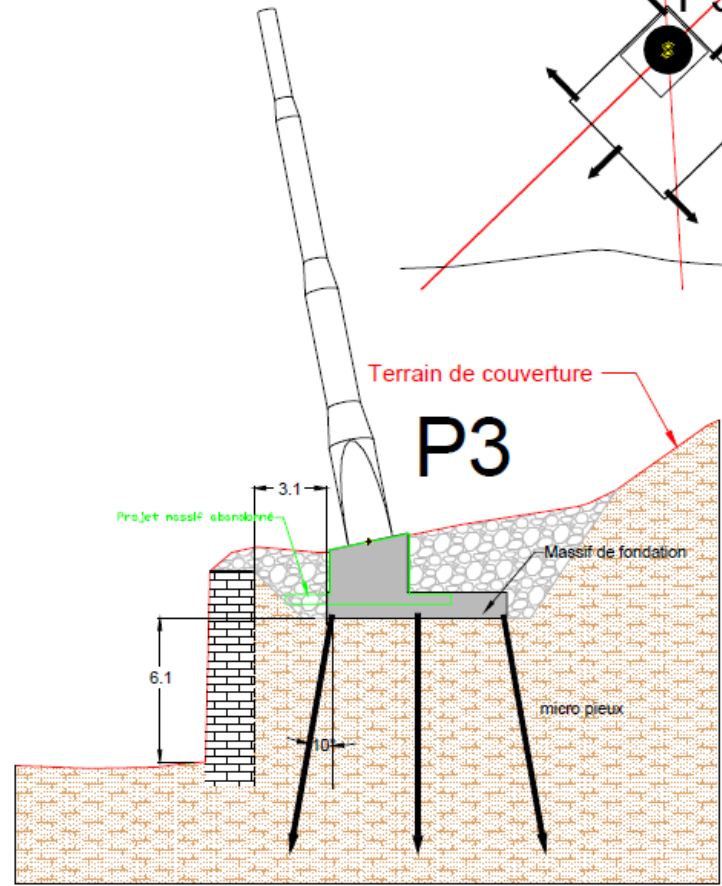 $
Terrain de couverture
P3
3.1
Projet massif abandonné
Massif de fondation
6.1
micro pieux
10°